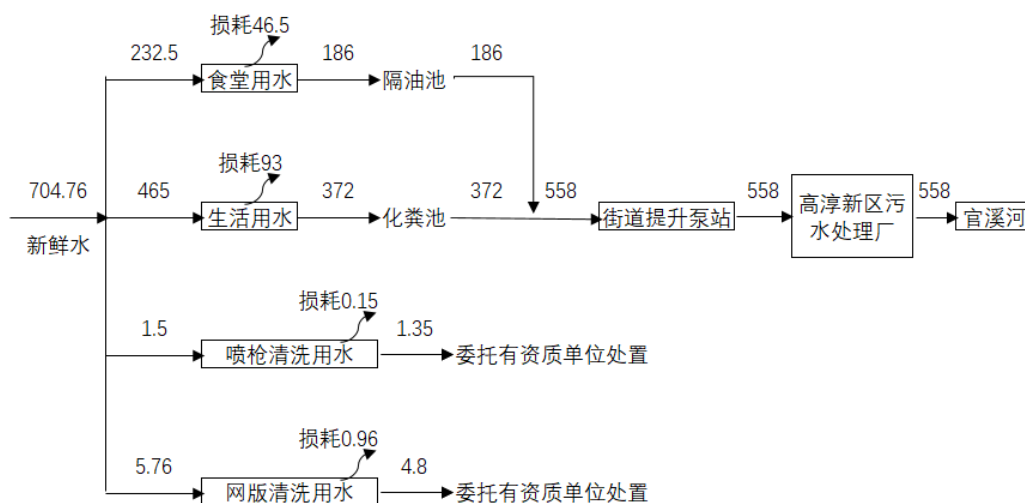 损耗46.5
232.5
食堂用水
186
隔油池
186
损耗93
704.76
新鲜水
465
生活用水
372
化粪池
372
558
街道提升泵站
558
高淳新区污
水处理厂
558
官溪河
损耗0.15
1.5
喷枪清洗用水
1.35
委托有资质单位处置
损耗0.96
5.76
网版清洗用水
4.8
委托有资质单位处置